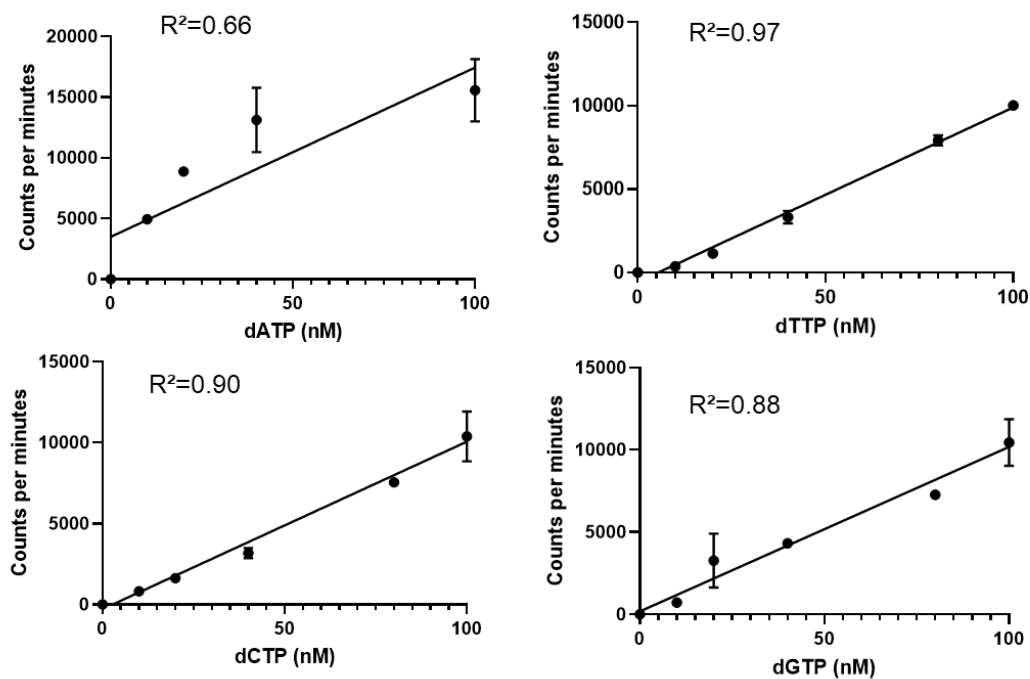 R²=0.66
20000
15000
10000
5000
0
Counts per minutes
0 50 100
dATP (nM)
R²=0.97
15000
10000
5000
0
Counts per minutes
0 50 100
dTTP (nM)
R²=0.90
15000
10000
5000
0
Counts per minutes
0 50 100
dCTP (nM)
R²=0.88
15000
10000
5000
0
Counts per minutes
0 50 100
dGTP (nM)